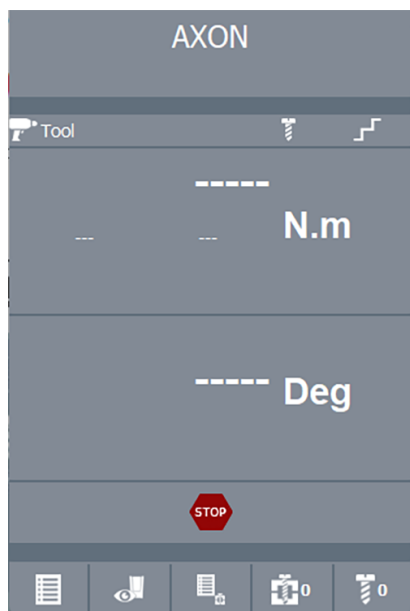 AXON
Tool
-----
--- --- N.m
----- Deg
STOP
0 0